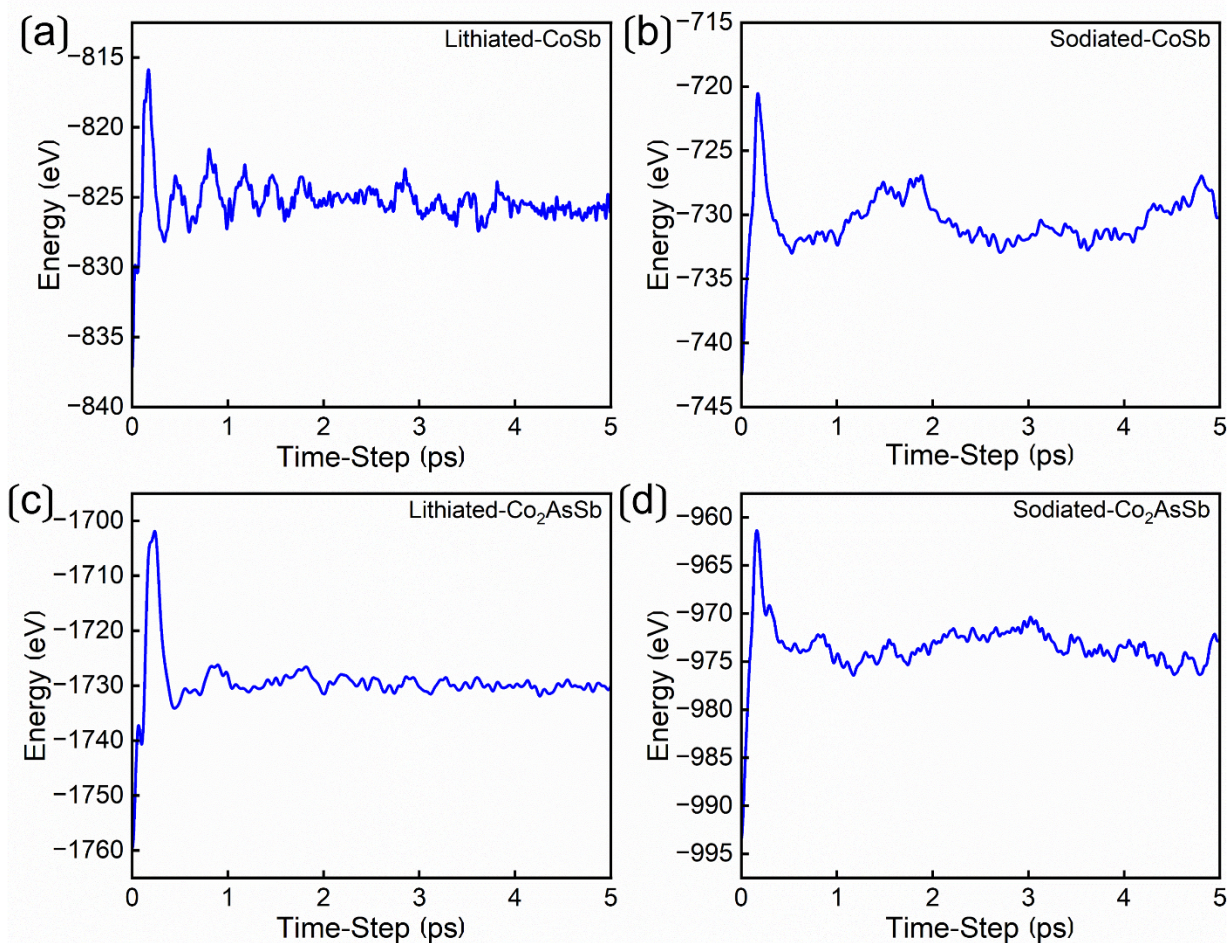 (a)
Lithiated-CoSb
−815
−820
−825
−830
−835
−840
Energy (eV)
0 1 2 3 4 5
Time-Step (ps)
(b)
Sodiated-CoSb
−715
−720
−725
−730
−735
−740
−745
Energy (eV)
0 1 2 3 4 5
Time-Step (ps)
(c)
Lithiated-Co₂AsSb
−1700
−1710
−1720
−1730
−1740
−1750
−1760
Energy (eV)
0 1 2 3 4 5
Time-Step (ps)
(d)
Sodiated-Co₂AsSb
−960
−965
−970
−975
−980
−985
−990
−995
Energy (eV)
0 1 2 3 4 5
Time-Step (ps)